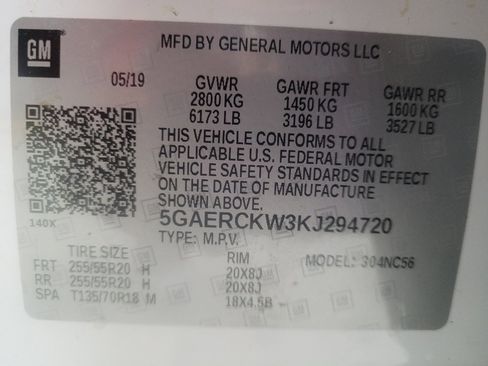 GM
MFD BY GENERAL MOTORS LLC
05/19 GVWR GAWR FRT GAWR RR
2800 KG 1450 KG 1600 KG
6173 LB 3196 LB 3527 LB
THIS VEHICLE CONFORMS TO ALL
APPLICABLE U.S. FEDERAL MOTOR
VEHICLE SAFETY STANDARDS IN EFFECT
ON THE DATE OF MANUFACTURE
SHOWN ABOVE.
140X 5GAERCKW3KJ294720
TYPE: M.P.V.
TIRE SIZE RIM MODEL: 304NC56
FRT 255/55R20 H 20X8J
RR 255/55R20 H 20X8J
SPA T135/70R18 M 18X4.5B